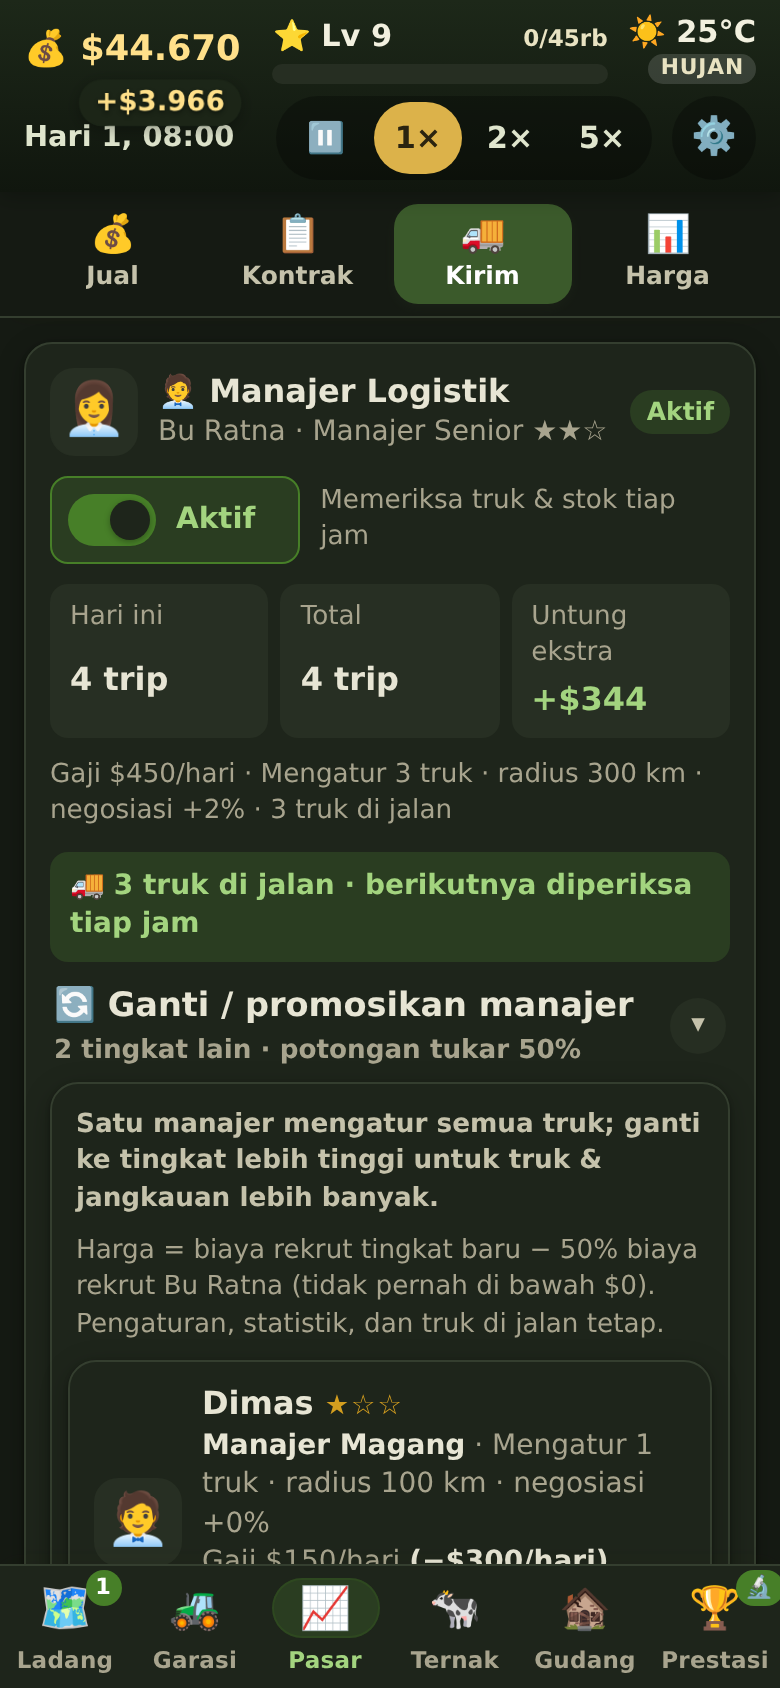 $44.670
Lv 9
0/45rb
25°C
HUJAN
+$3.966
Hari 1, 08:00
1×
2×
5×
Jual
Kontrak
Kirim
Harga
Manajer Logistik
Bu Ratna · Manajer Senior ★★☆
Aktif
Aktif
Memeriksa truk & stok tiap
jam
Hari ini
4 trip
Total
4 trip
Untung
ekstra
+$344
Gaji $450/hari · Mengatur 3 truk · radius 300 km ·
negosiasi +2% · 3 truk di jalan
3 truk di jalan · berikutnya diperiksa
tiap jam
Ganti / promosikan manajer
2 tingkat lain · potongan tukar 50%
Satu manajer mengatur semua truk; ganti
ke tingkat lebih tinggi untuk truk &
jangkauan lebih banyak.
Harga = biaya rekrut tingkat baru − 50% biaya
rekrut Bu Ratna (tidak pernah di bawah $0).
Pengaturan, statistik, dan truk di jalan tetap.
Dimas ★☆☆
Manajer Magang · Mengatur 1
truk · radius 100 km · negosiasi
+0%
Gaji $150/hari (−$300/hari)
1
Ladang
Garasi
Pasar
Ternak
Gudang
Prestasi